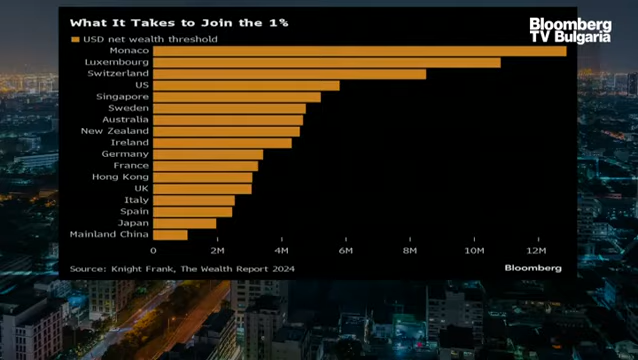 What It Takes to Join the 1%
USD net wealth threshold
Bloomberg
TV Bulgaria
Monaco
Luxembourg
Switzerland
US
Singapore
Sweden
Australia
New Zealand
Ireland
Germany
France
Hong Kong
UK
Italy
Spain
Japan
Mainland China
0 2M 4M 6M 8M 10M 12M
Source: Knight Frank, The Wealth Report 2024
Bloomberg